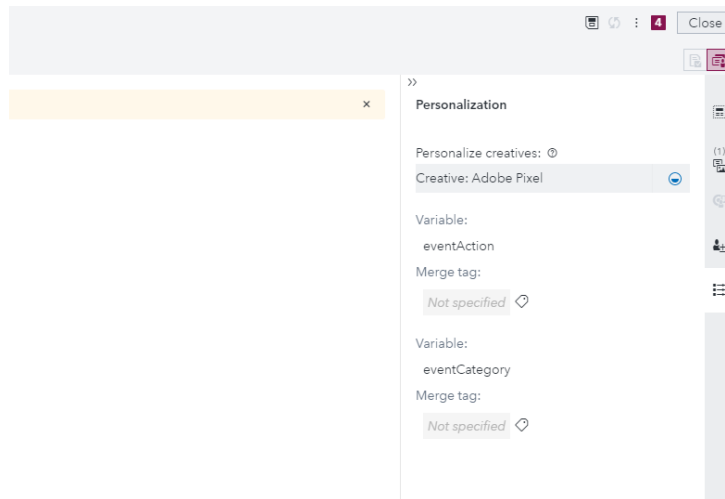 4 Close
×
Personalization
Personalize creatives:
Creative: Adobe Pixel
(1)
Variable:
eventAction
Merge tag:
Not specified
Variable:
eventCategory
Merge tag:
Not specified